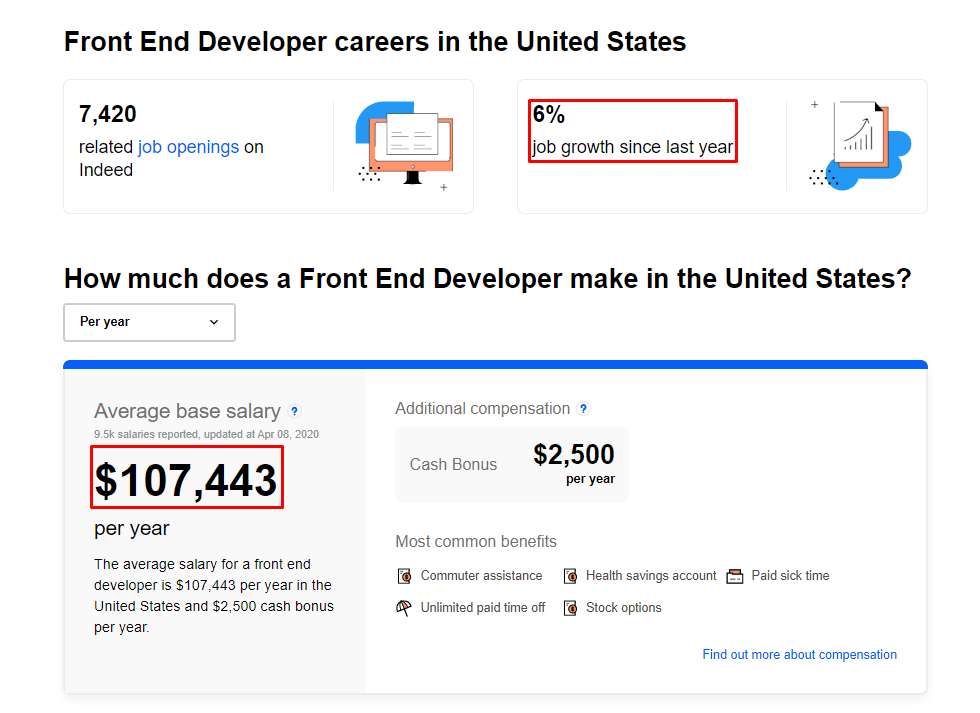 Front End Developer careers in the United States
7,420
related job openings on
Indeed
6%
job growth since last year
How much does a Front End Developer make in the United States?
Per year
Average base salary ?
9.5k salaries reported, updated at Apr 08, 2020
$107,443
per year
The average salary for a front end
developer is $107,443 per year in the
United States and $2,500 cash bonus
per year.
Additional compensation ?
Cash Bonus
$2,500
per year
Most common benefits
Commuter assistance
Health savings account
Paid sick time
Unlimited paid time off
Stock options
Find out more about compensation